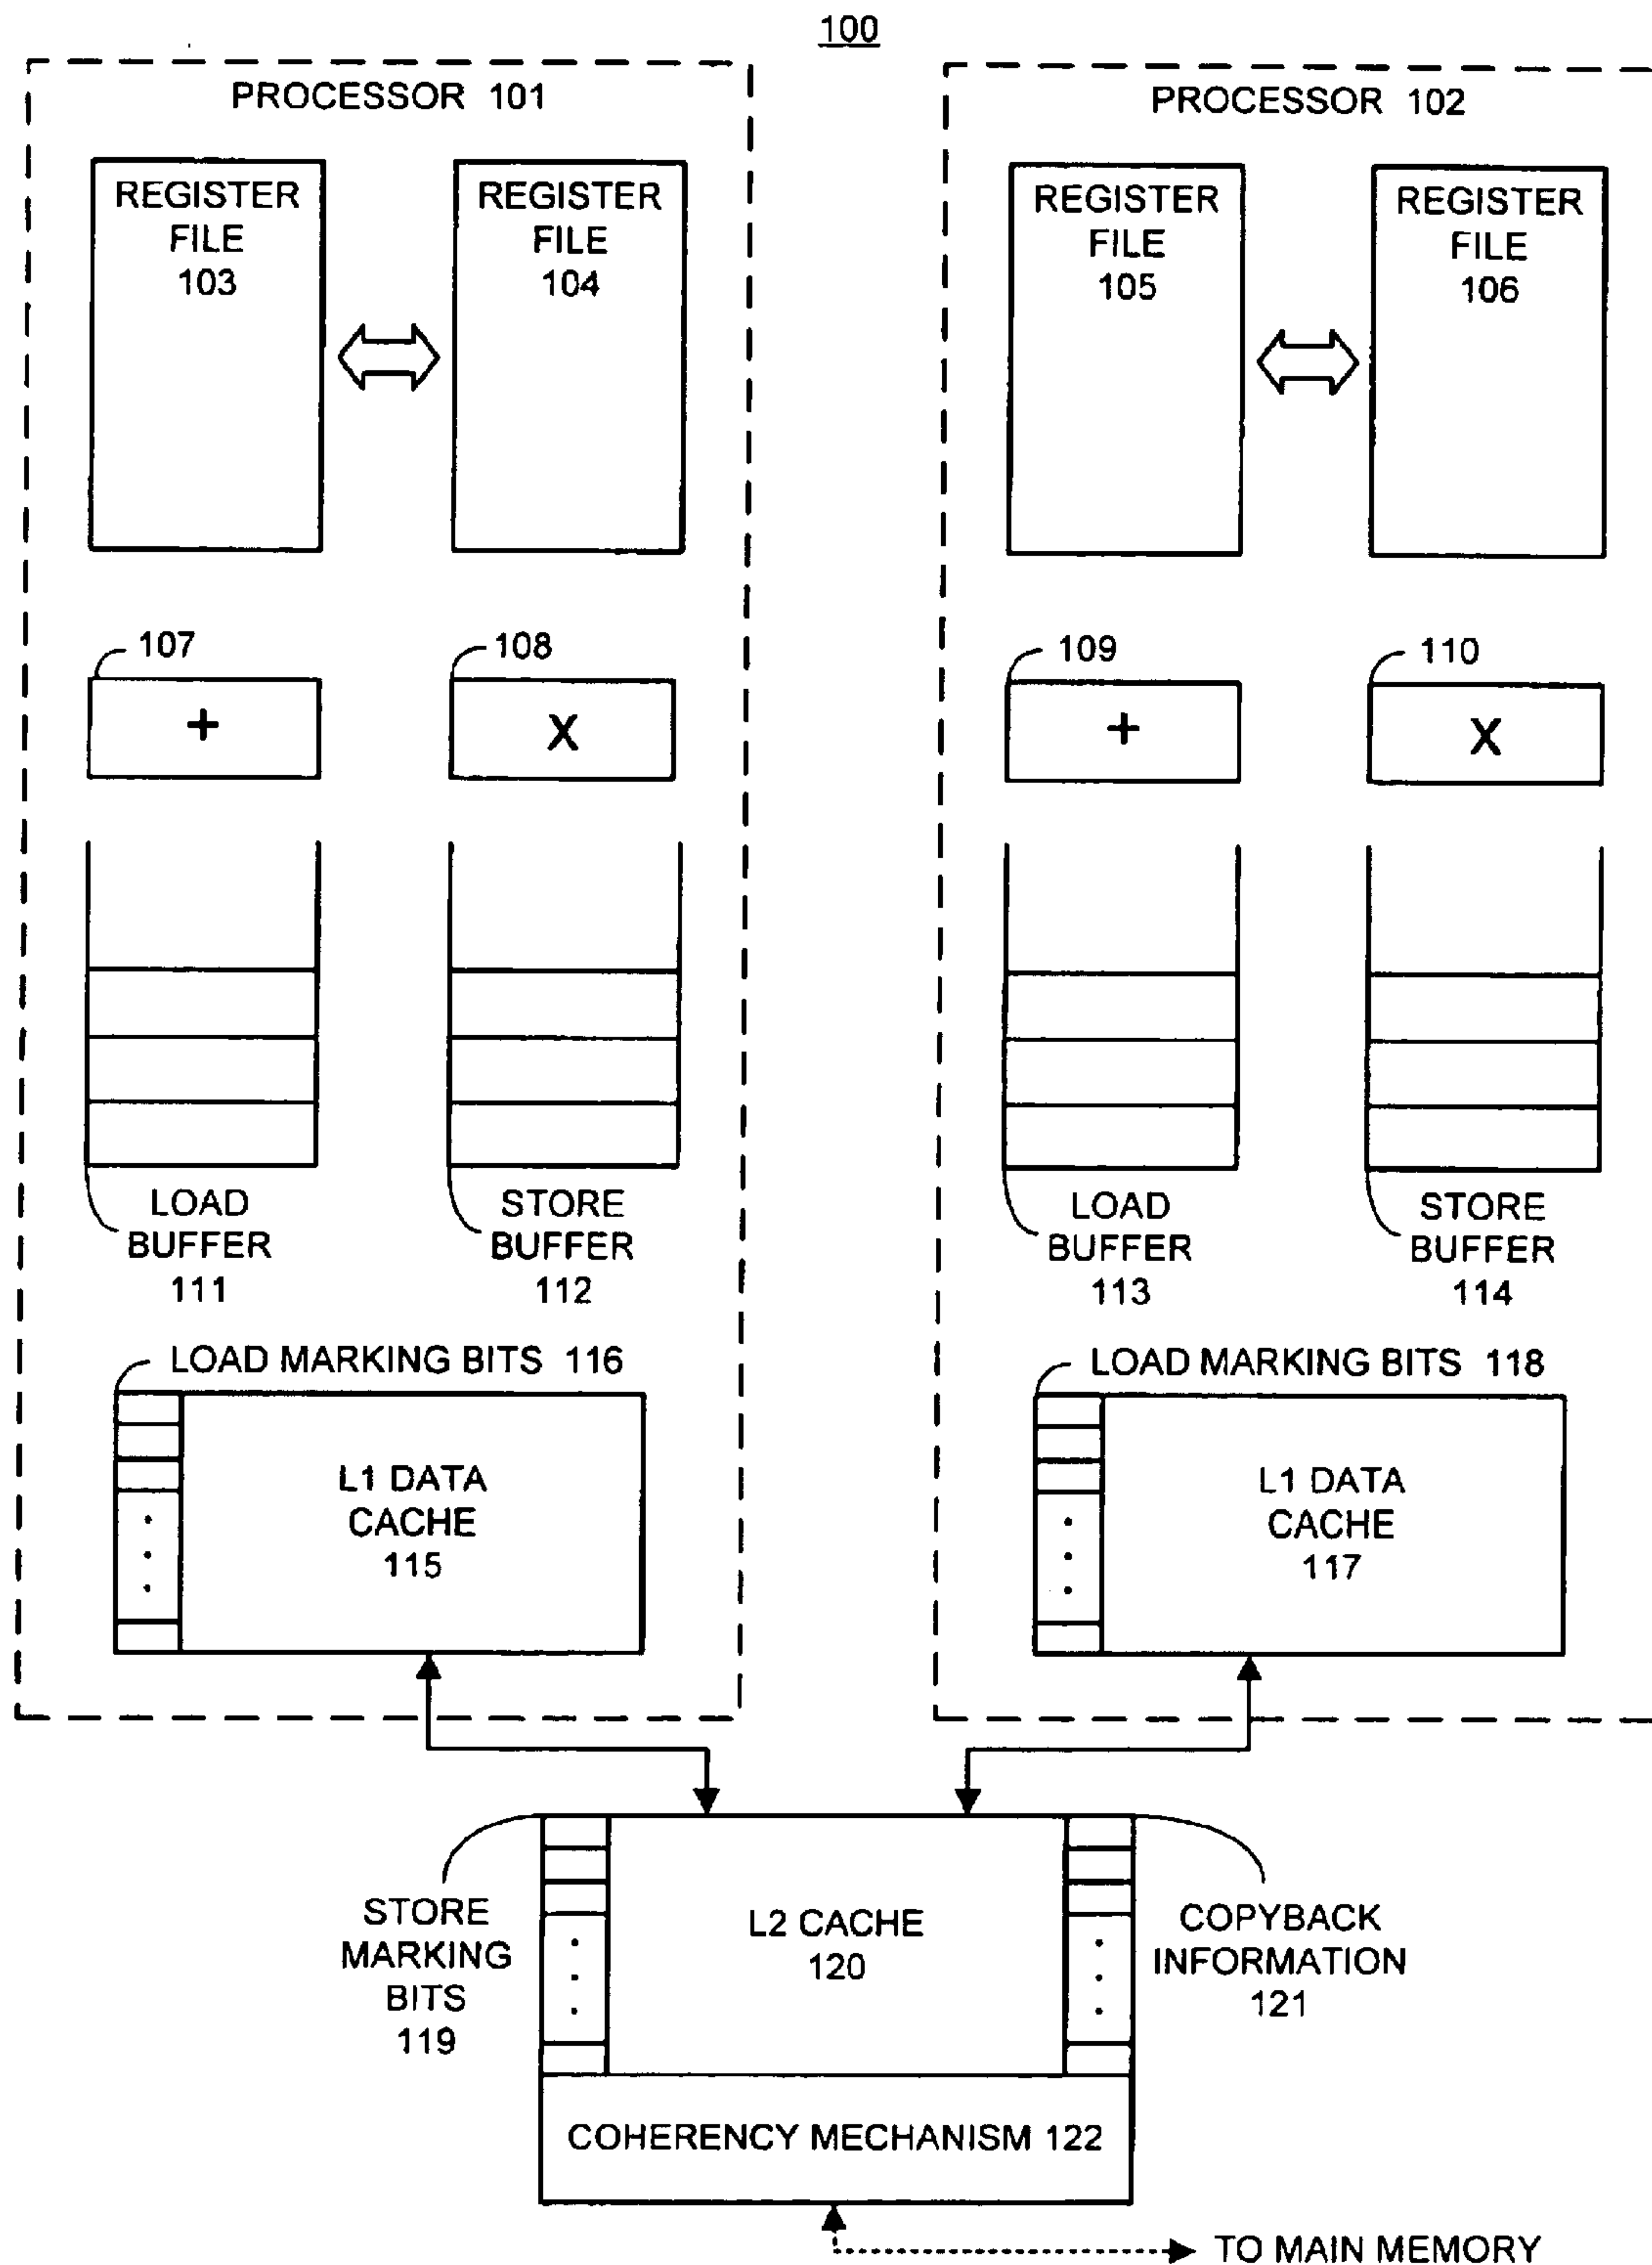 100
PROCESSOR 101
PROCESSOR 102
REGISTER
FILE
103
REGISTER
FILE
104
REGISTER
FILE
105
REGISTER
FILE
106
107
108
109
110
+
X
+
X
LOAD
BUFFER
111
STORE
BUFFER
112
LOAD
BUFFER
113
STORE
BUFFER
114
LOAD MARKING BITS 116
LOAD MARKING BITS 118
L1 DATA
CACHE
115
L1 DATA
CACHE
117
STORE
MARKING
BITS
119
L2 CACHE
120
COPYBACK
INFORMATION
121
COHERENCY MECHANISM 122
TO MAIN MEMORY